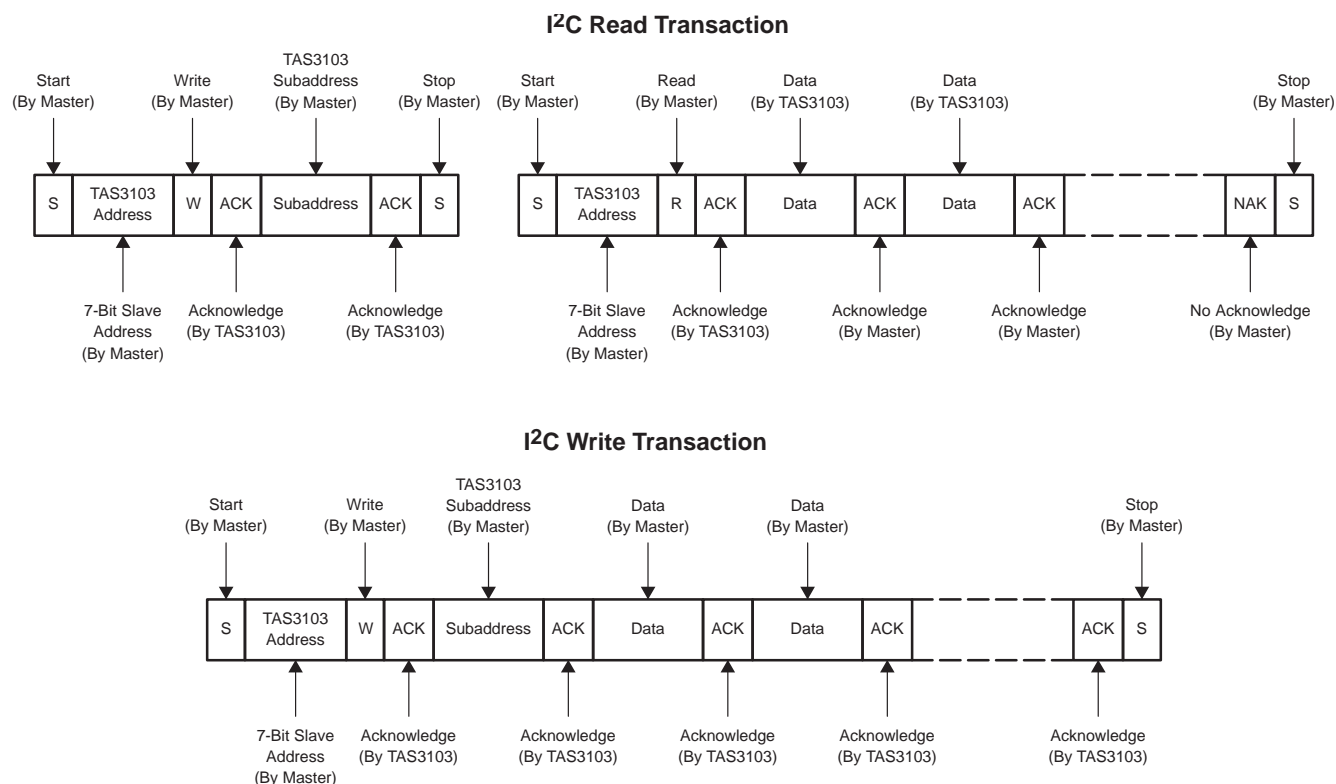 I2C Read Transaction
Start
(By Master)
Write
(By Master)
TAS3103
Subaddress
(By Master)
Stop
(By Master)
Start
(By Master)
Read
(By Master)
Data
(By TAS3103)
Data
(By TAS3103)
Stop
(By Master)
S
TAS3103
Address
W
ACK
Subaddress
ACK
S
S
TAS3103
Address
R
ACK
Data
ACK
Data
ACK
NAK
S
7-Bit Slave
Address
(By Master)
Acknowledge
(By TAS3103)
Acknowledge
(By TAS3103)
7-Bit Slave
Address
(By Master)
Acknowledge
(By TAS3103)
Acknowledge
(By Master)
Acknowledge
(By Master)
No Acknowledge
(By Master)
I2C Write Transaction
Start
(By Master)
Write
(By Master)
TAS3103
Subaddress
(By Master)
Data
(By Master)
Data
(By Master)
Stop
(By Master)
S
TAS3103
Address
W
ACK
Subaddress
ACK
Data
ACK
Data
ACK
ACK
S
7-Bit Slave
Address
(By Master)
Acknowledge
(By TAS3103)
Acknowledge
(By TAS3103)
Acknowledge
(By TAS3103)
Acknowledge
(By TAS3103)
Acknowledge
(By TAS3103)